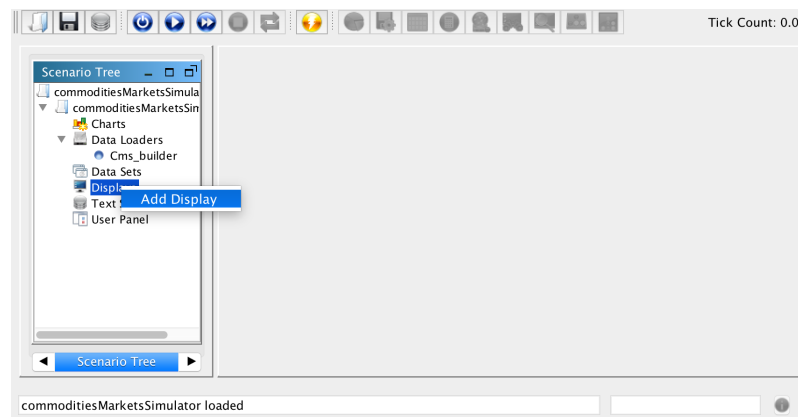 Tick Count: 0.0
Scenario Tree
commoditiesMarketsSimula
commoditiesMarketsSim
Charts
Data Loaders
Cms_builder
Data Sets
Add Display
User Panel
Scenario Tree
commoditiesMarketsSimulator loaded